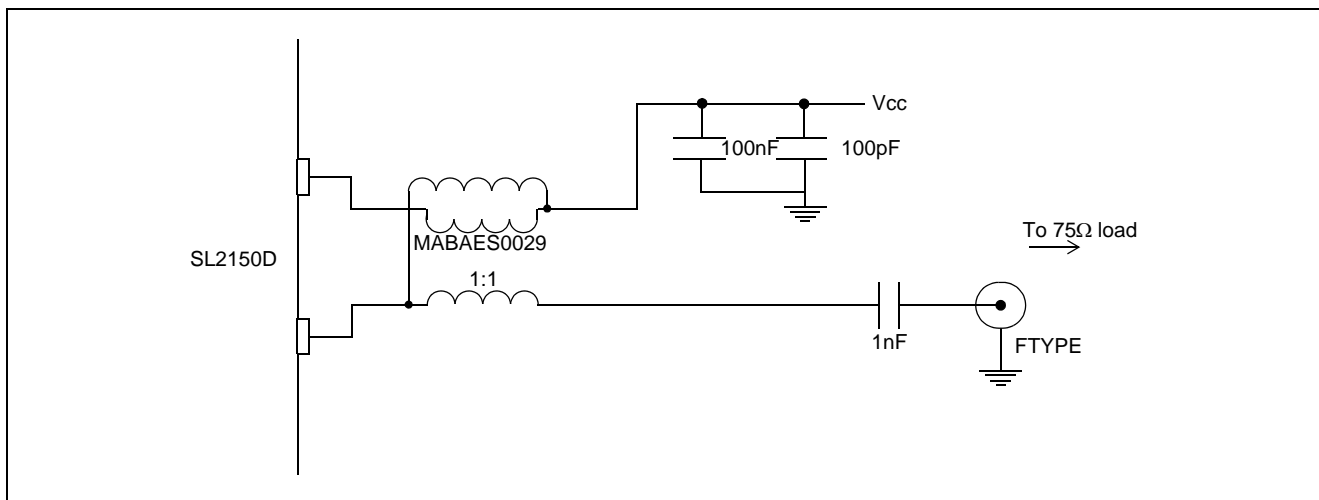 Vcc
100nF
100pF
MABAES0029
To 75Ω load
SL2150D
1:1
1nF
FTYPE